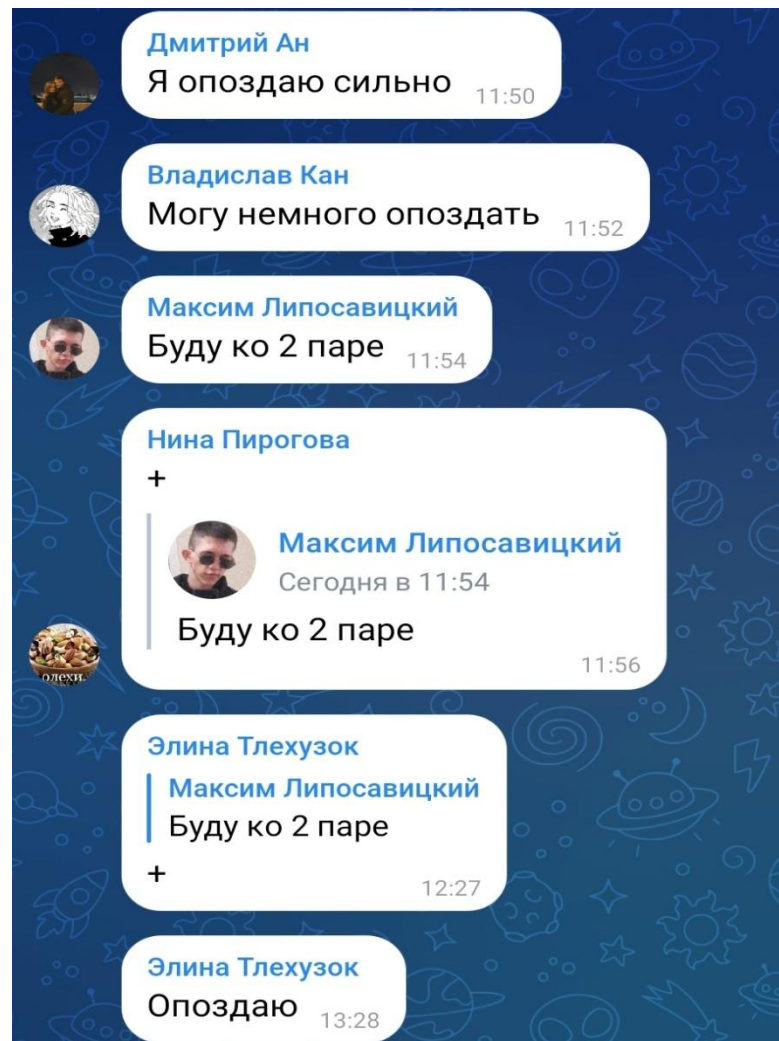 Дмитрий Ан
Я опоздаю сильно 11:50
Владислав Кан
Могу немного опоздать 11:52
Максим Липосавицкий
Буду ко 2 паре 11:54
Нина Пирогова
+
Максим Липосавицкий
Сегодня в 11:54
Буду ко 2 паре
11:56
олехи.
Элина Тлехузок
Максим Липосавицкий
Буду ко 2 паре
+ 12:27
Элина Тлехузок
Опоздаю 13:28